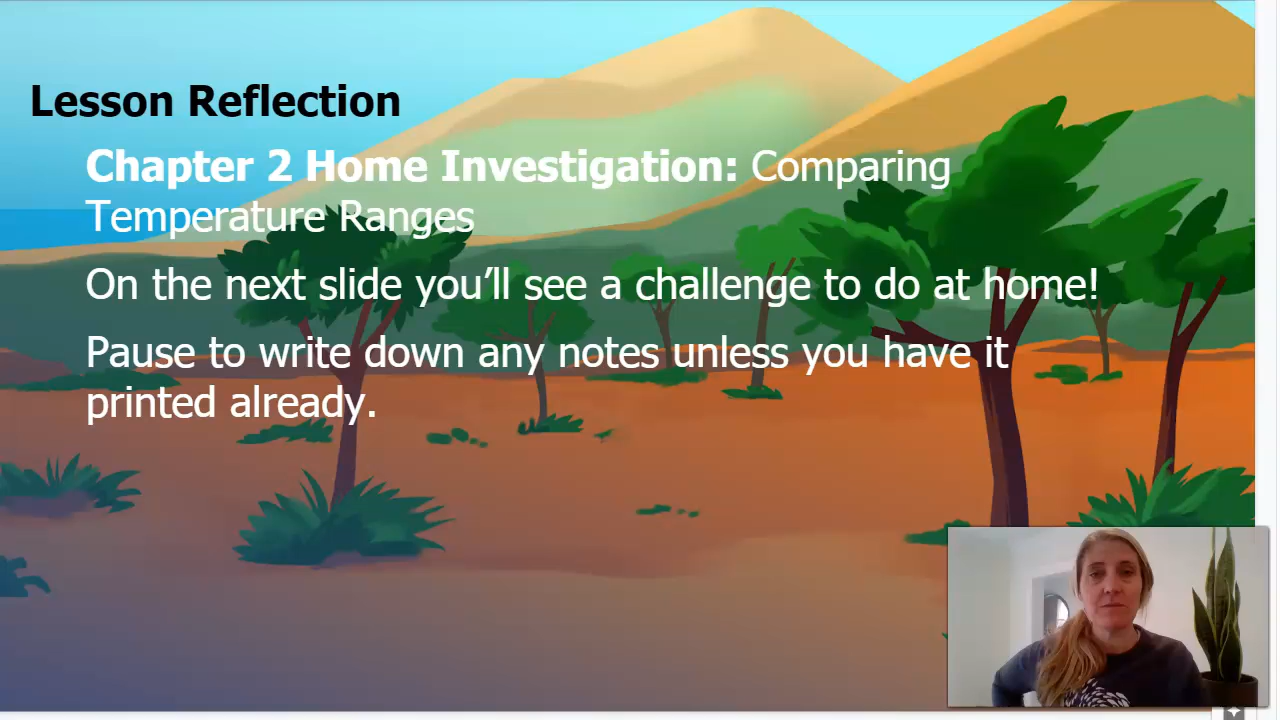 Lesson Reflection
Chapter 2 Home Investigation: Comparing
Temperature Ranges
On the next slide you’ll see a challenge to do at home!
Pause to write down any notes unless you have it
printed already.